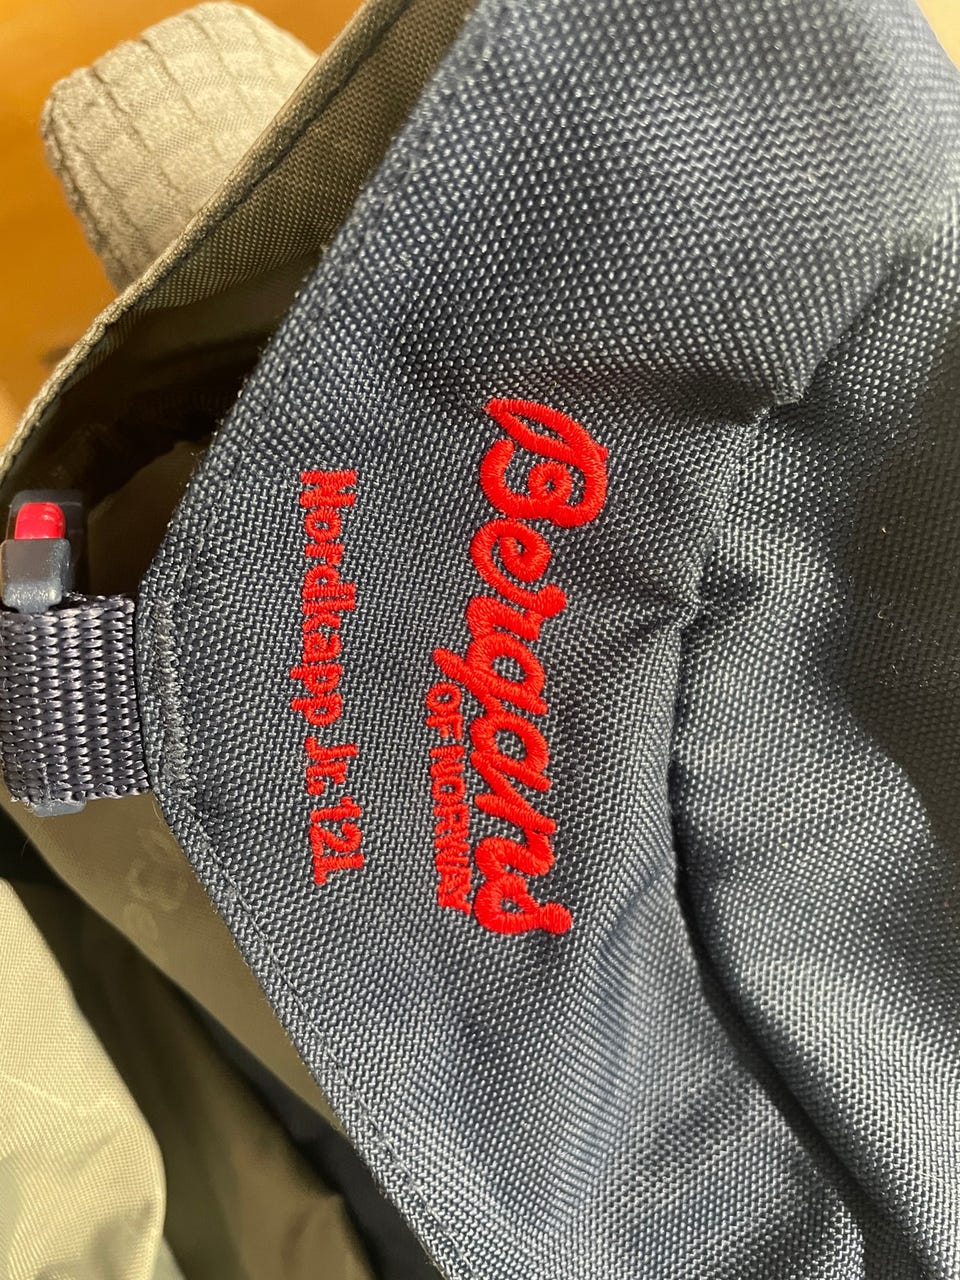 Bergans
OF NORWAY
Nordkapp Jr. 12l